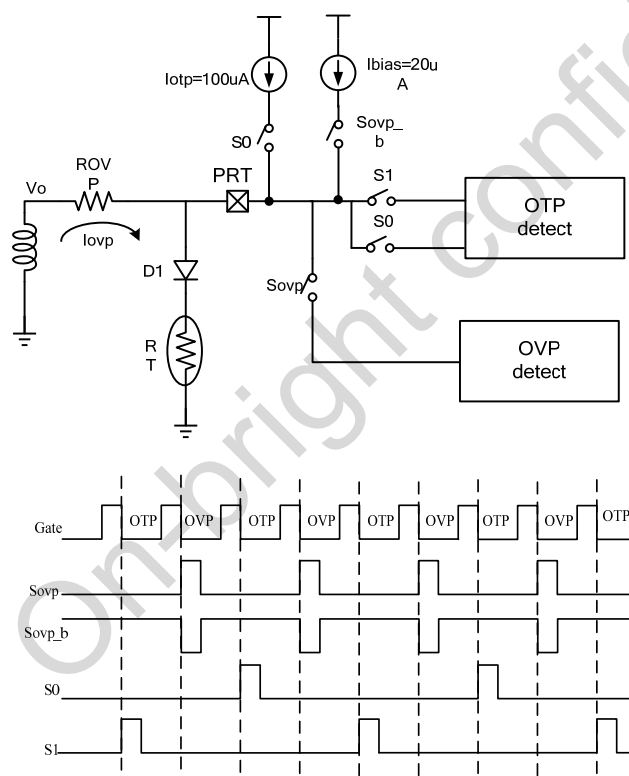 Iotp=100uA
Ibias=20u
A
S0
Sovp_
b
Vo
ROV
P
PRT
S1
S0
OTP
detect
Iovp
D1
Sovp
R
T
OVP
detect
Gate
OTP OVP OTP OVP OTP OVP OTP OVP OTP
Sovp
Sovp_b
S0
S1
On-bright confi